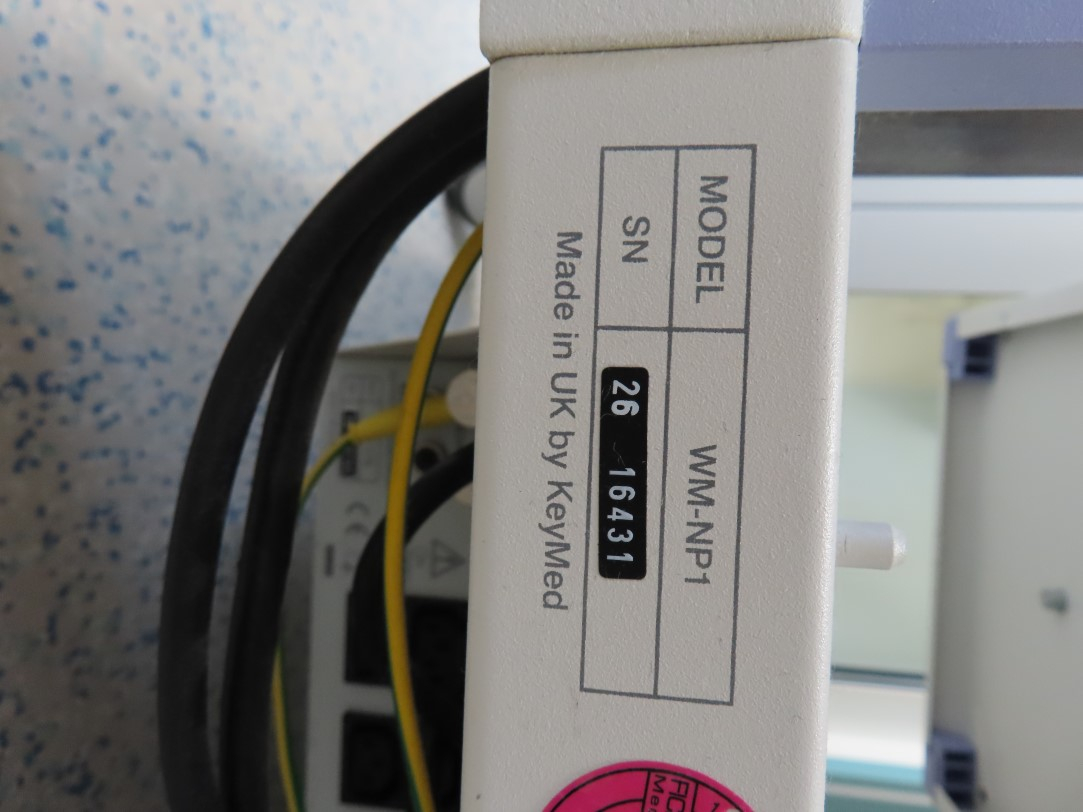 MODEL WM-NP1
SN 26 16431
Made in UK by KeyMed